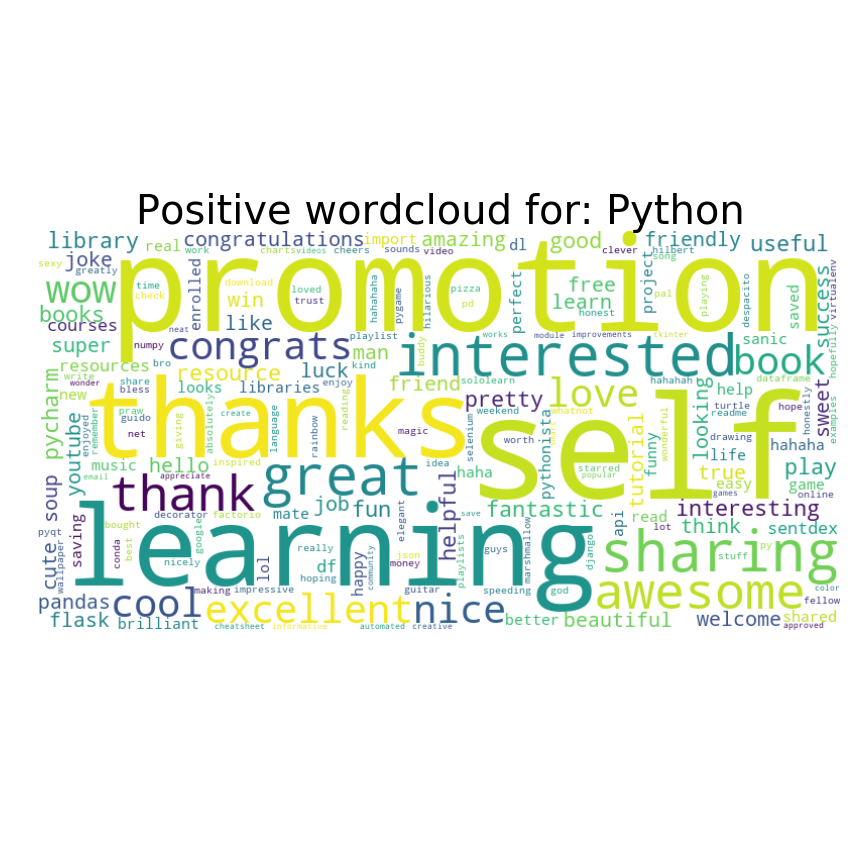 Positive wordcloud for: Python
library
real
congratulations
import
amazing
dl
good
friendly
useful
work
charts
videos
cheers
sounds
video
clever
hilbert
song
sexy
joke
greatly
promotion
wow
time
check
enrolled
download
win
loved
trust
hahahaha
pygame
hilarious
pizza
pd
perfect
free
learn
honest
project
pal
playing
despacito
saved
success
virtualenv
hopefully
books
courses
neat
like
super
numpy
bro
congrats
playlist
man
kind
buddy
interested
works
module
improvements
tkinter
book
sanic
resources
write
wonder
share
bless
resource
looks
libraries
luck
enjoy
friend
sololearn
pretty
love
hahahah
looking
help
dataframe
turtle
readme
hope
honestly
sweet
examples
pycharm
new
youtube
enjoyed
remember
praw
guido
net
thanks
giving
absolutely
create
language
rainbow
reading
magic
selenium
weekend
worth
pythonista
whatnot
self
tutorial
funny
wonderful
drawing
life
hahaha
music
email
hello
appreciate
inspired
great
idea
haha
starred
popular
true
easy
games
play
game
online
soup
saving
thank
decorator
factorio
job
fun
elegant
helpful
save
fantastic
api
read
lot
interesting
think
sentdex
pyqt
cute
wallpaper
conda
bought
best
learning
nicely
google
lol
mate
really
hoping
df
happy
community
json
money
playlists
guys
marshmallow
django
sharing
stuff
py
pandas
making
impressive
guitar
speeding
god
awesome
color
fellow
cool
excellent
nice
flask
brilliant
cheatsheet
informative
automated
creative
better
beautiful
welcome
shared
approved